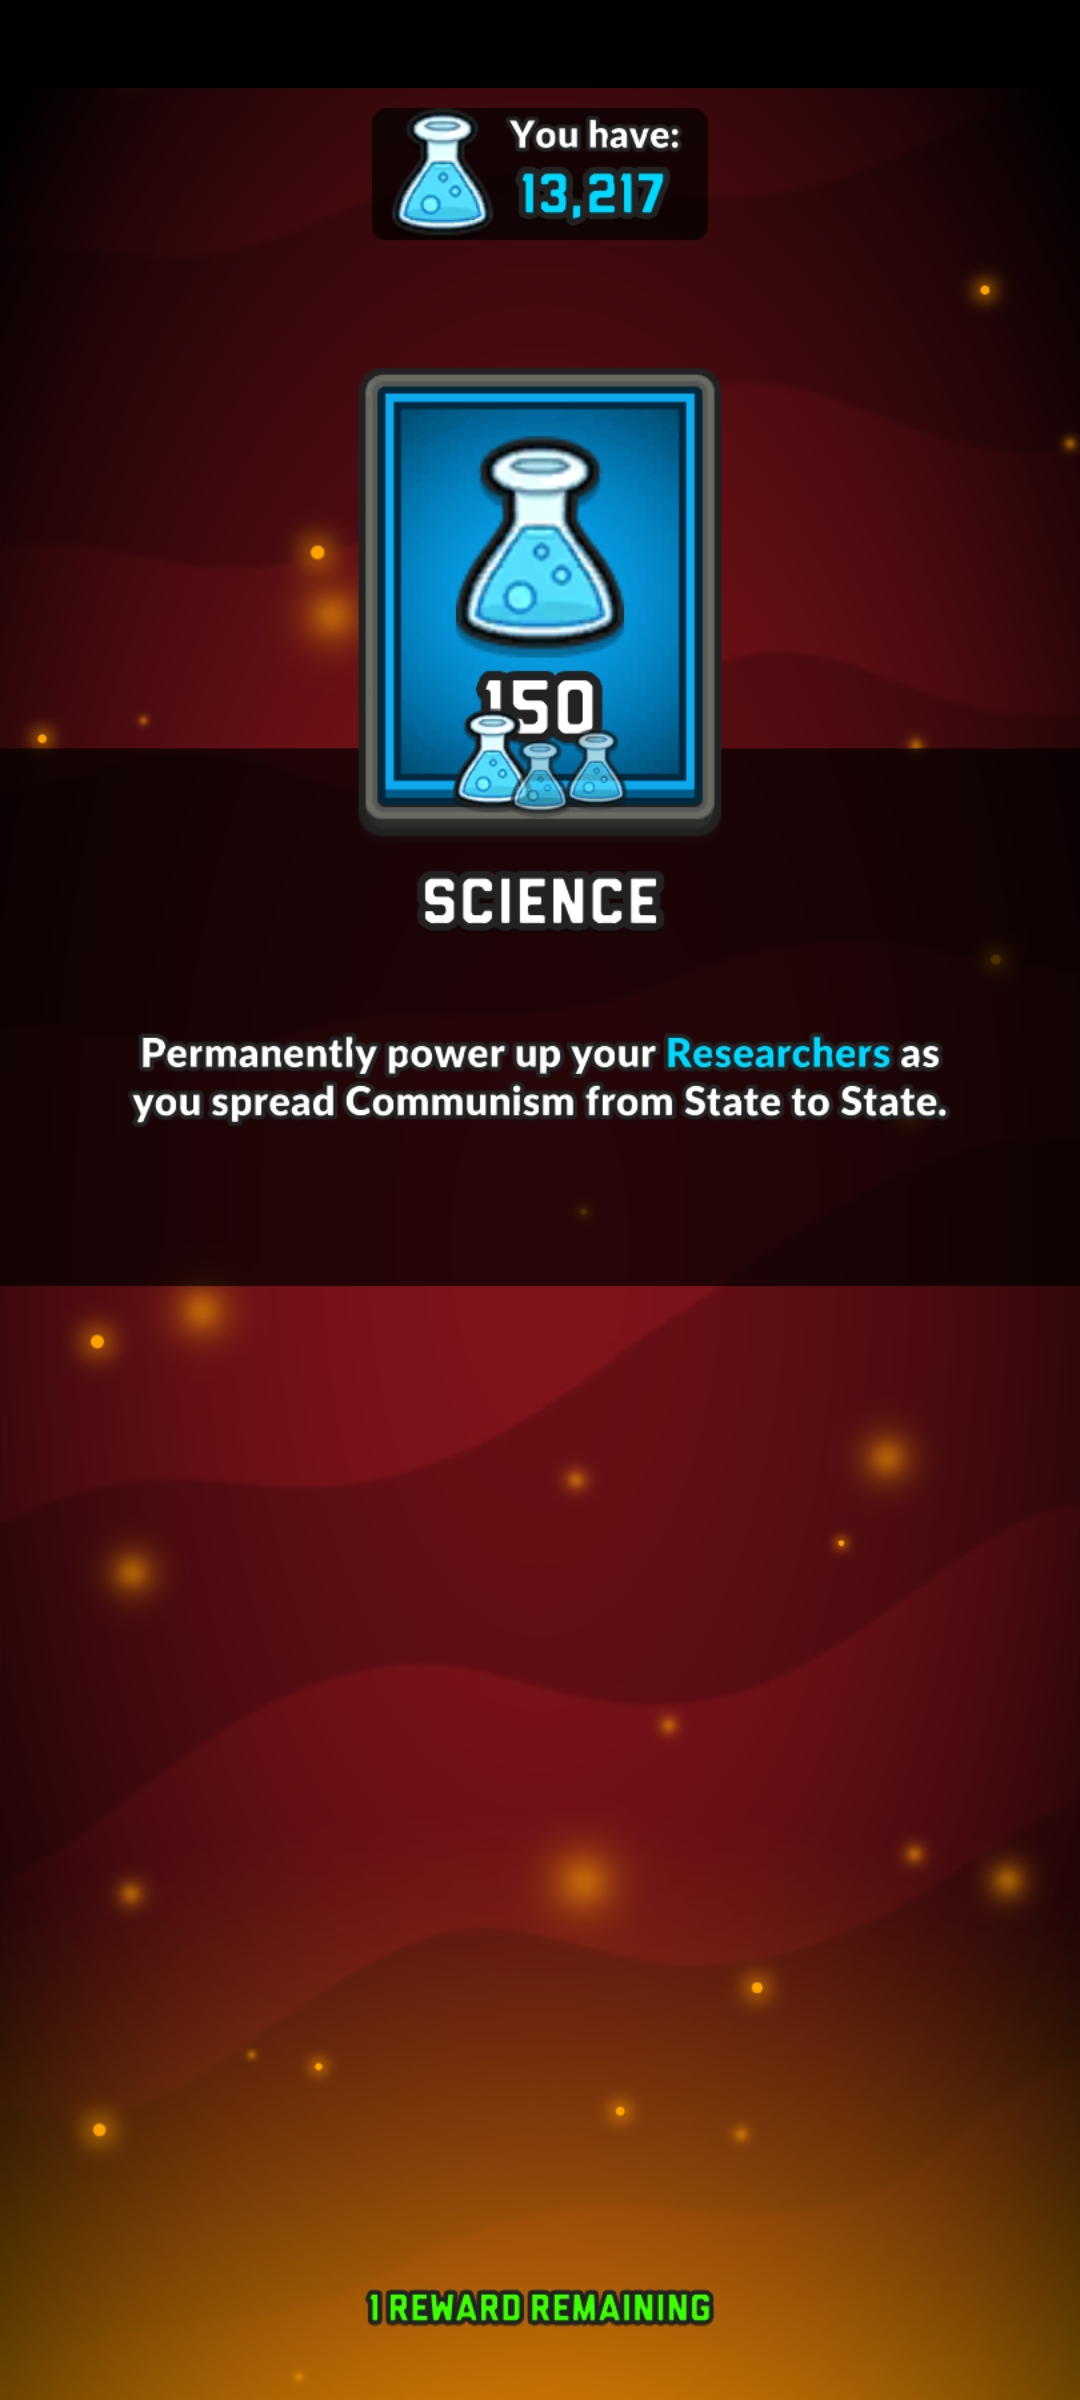 You have:
13,217
150
SCIENCE
Permanently power up your Researchers as
you spread Communism from State to State.
1 REWARD REMAINING